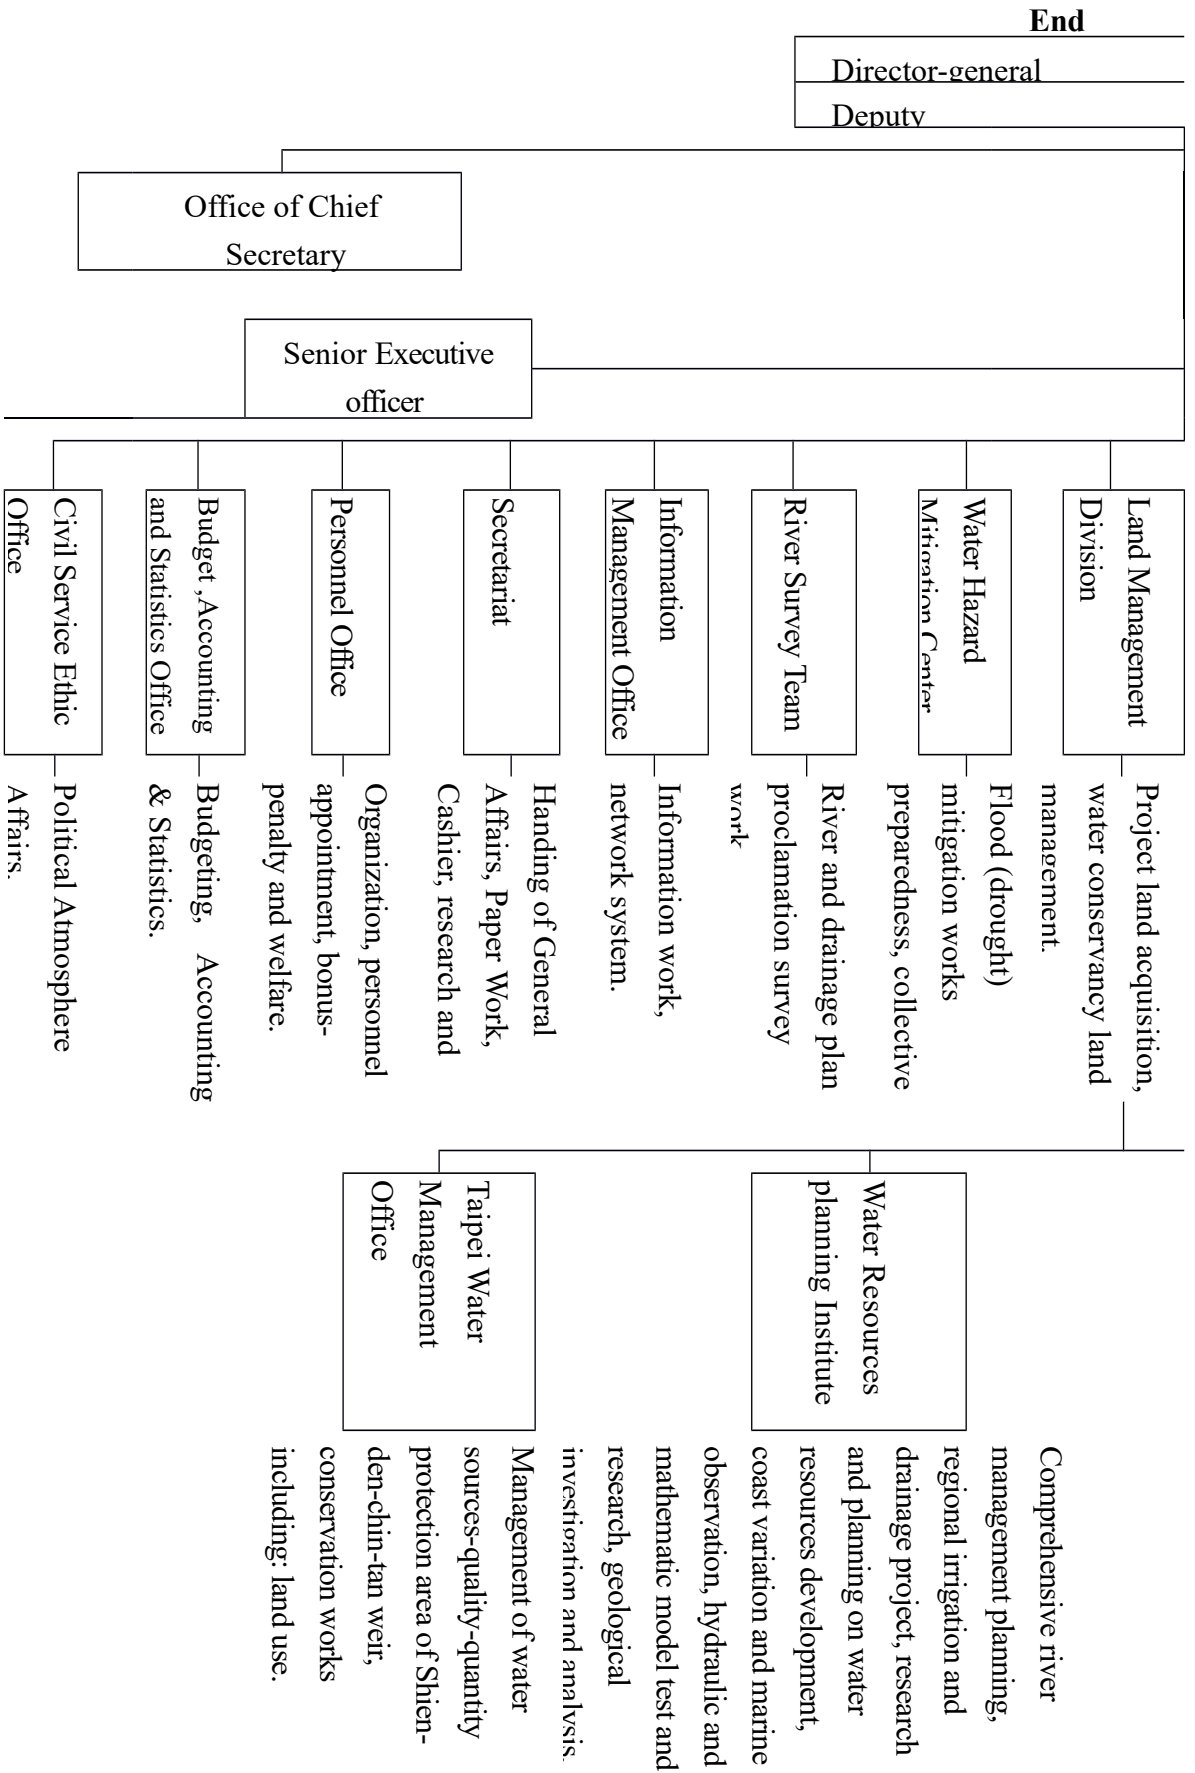 End
Director-general
Deputy
Office of Chief
Secretary
Senior Executive
officer
Civil Service Ethic
Office
Budget ,Accounting
and Statistics Office
Personnel Office
Secretariat
Information
Management Office
River Survey Team
Water Hazard
Mitigation Center
Land Management
Division
Political Atmosphere
Affairs.
Budgeting, Accounting
& Statistics.
Organization, personnel
appointment, bonus-
penalty and welfare.
Handing of General
Affairs, Paper Work,
Cashier, research and
Information work,
network system.
River and drainage plan
proclamation survey
work
Flood (drought)
mitigation works
preparedness, collective
Project land acquisition,
water conservancy land
management.
Taipei Water
Management
Office
Water Resources
planning Institute
Management of water
sources-quality-quantity
protection area of Shien-
den-chin-tan weir,
conservation works
including: land use.
Comprehensive river
management planning,
regional irrigation and
drainage project, research
and planning on water
resources development,
coast variation and marine
observation, hydraulic and
mathematic model test and
research, geological
investigation and analysis.